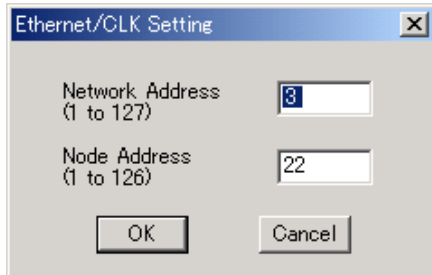 Ethernet/CLK Setting
Network Address
(1 to 127)
3
Node Address
(1 to 126)
22
OK
Cancel